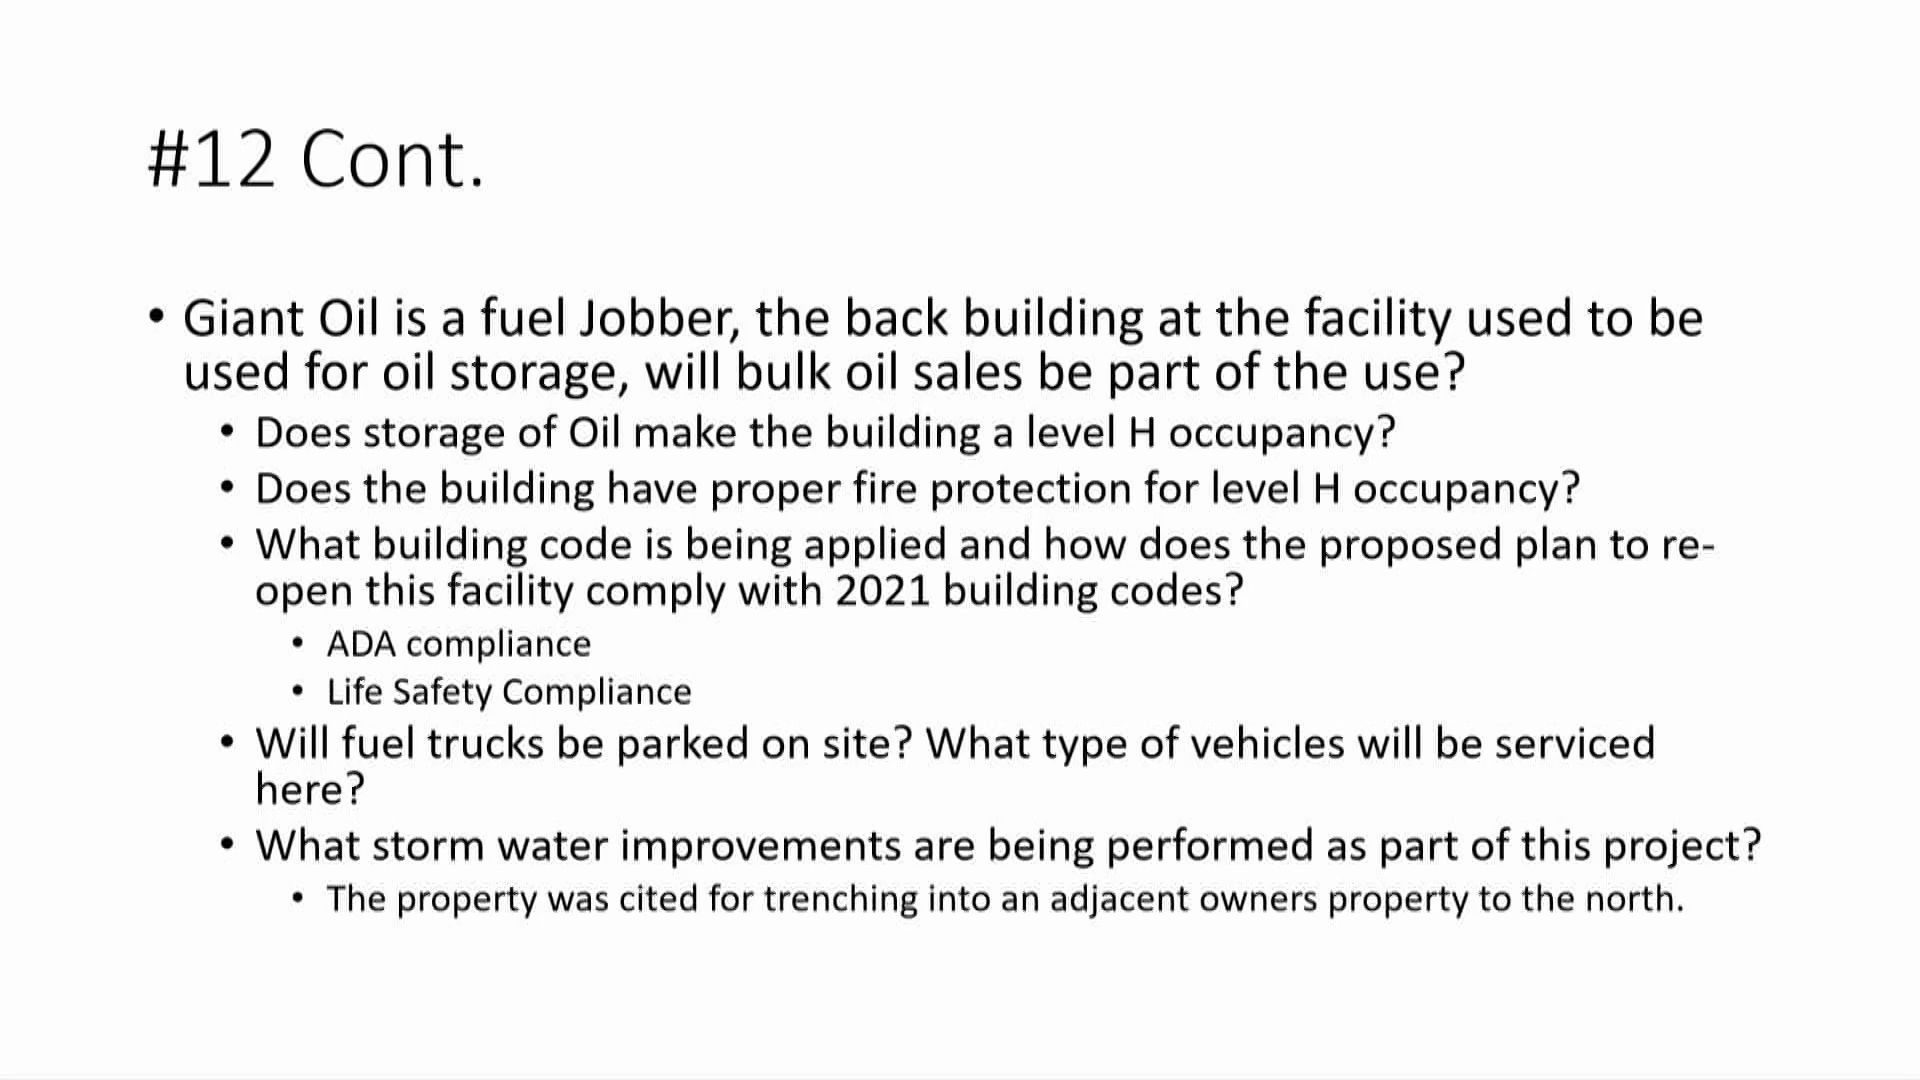 #12 Cont.
• Giant Oil is a fuel Jobber, the back building at the facility used to be
used for oil storage, will bulk oil sales be part of the use?
• Does storage of Oil make the building a level H occupancy?
• Does the building have proper fire protection for level H occupancy?
• What building code is being applied and how does the proposed plan to re-
open this facility comply with 2021 building codes?
• ADA compliance
• Life Safety Compliance
• Will fuel trucks be parked on site? What type of vehicles will be serviced
here?
• What storm water improvements are being performed as part of this project?
• The property was cited for trenching into an adjacent owners property to the north.